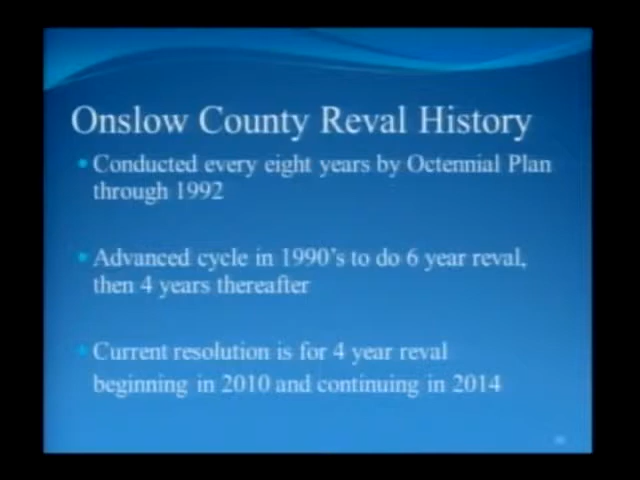 Onslow County Reval History
Conducted every eight years by Octennial Plan
through 1992
Advanced cycle in 1990's to do 6 year reval,
then 4 years thereafter
Current resolution is for 4 year reval
beginning in 2010 and continuing in 2014